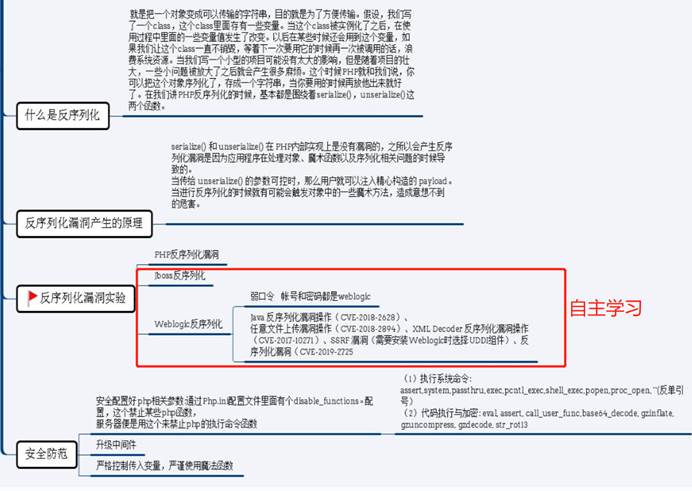 就是把一个对象变成可以传输的字符串，目的就是为了方便传输。假设，我们写
了一个class，这个class里面存有一些变量。当这个class被实例化了之后，在使
用过程中里面的一些变量值发生了改变。以后在某些时候还会用到这个变量，如
果我们让这个class一直不销毁，等着下一次要用它的时候再一次被调用的话，浪
费系统资源。当我们写一个小型的项目可能没有太大的影响，但是随着项目的壮
大，一些小问题被放大了之后就会产生很多麻烦。这个时候PHP就和我们说，你
可以把这个对象序列化了，存成一个字符串，当你要用的时候再放他出来就好
了。在我们讲PHP反序列化的时候，基本都是围绕着serialize()，unserialize()这
两个函数。
什么是反序列化
serialize() 和 unserialize() 在 PHP内部实现上是没有漏洞的，之所以会产生反序
列化漏洞是因为应用程序在处理对象、魔术函数以及序列化相关问题的时候导
致的。
当传给 unserialize() 的参数可控时，那么用户就可以注入精心构造的 payload。
当进行反序列化的时候就有可能会触发对象中的一些魔术方法，造成意想不到
的危害。
反序列化漏洞产生的原理
PHP反序列化漏洞
Jboss反序列化
反序列化漏洞实验
弱口令 帐号和密码都是weblogic
Weblogic反序列化
Java 反序列化漏洞操作（CVE-2018-2628）、
任意文件上传漏洞操作（CVE-2018-2894）、XML Decoder 反序列化漏洞操作
（CVE-2017-10271）、SSRF 漏洞（需要安装Weblogic时选择 UDDI组件）、反
序列化漏洞（CVE-2019-2725
自主学习
安全配置好php相关参数:通过 Php.ini配置文件里面有个disable_functions = 配
置，这个禁止某些php函数，
服务器便是用这个来禁止php的执行命令函数
（1）执行系统命令:
assert,system,passthru,exec,pcntl_exec,shell_exec,popen,proc_open,``(反单引
号)
（2）代码执行与加密: eval, assert, call_user_func,base64_decode, gzinflate,
gzuncompress, gzdecode, str_rot13
安全防范
升级中间件
严格控制传入变量，严谨使用魔法函数